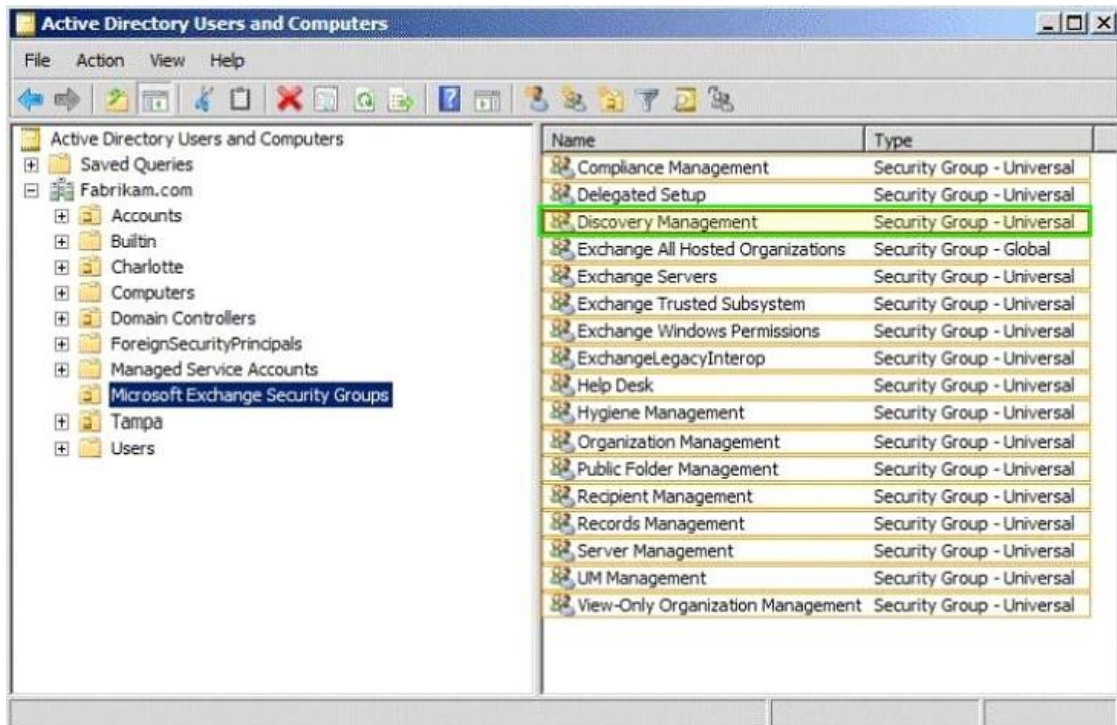 Active Directory Users and Computers
File Action View Help
Active Directory Users and Computers
Saved Queries
Fabrikam.com
Accounts
Builtin
Charlotte
Computers
Domain Controllers
ForeignSecurityPrincipals
Managed Service Accounts
Microsoft Exchange Security Groups
Tampa
Users
Name Type
Compliance Management Security Group - Universal
Delegated Setup Security Group - Universal
Discovery Management Security Group - Universal
Exchange All Hosted Organizations Security Group - Global
Exchange Servers Security Group - Universal
Exchange Trusted Subsystem Security Group - Universal
Exchange Windows Permissions Security Group - Universal
ExchangeLegacyInterop Security Group - Universal
Help Desk Security Group - Universal
Hygiene Management Security Group - Universal
Organization Management Security Group - Universal
Public Folder Management Security Group - Universal
Recipient Management Security Group - Universal
Records Management Security Group - Universal
Server Management Security Group - Universal
UM Management Security Group - Universal
View-Only Organization Management Security Group - Universal